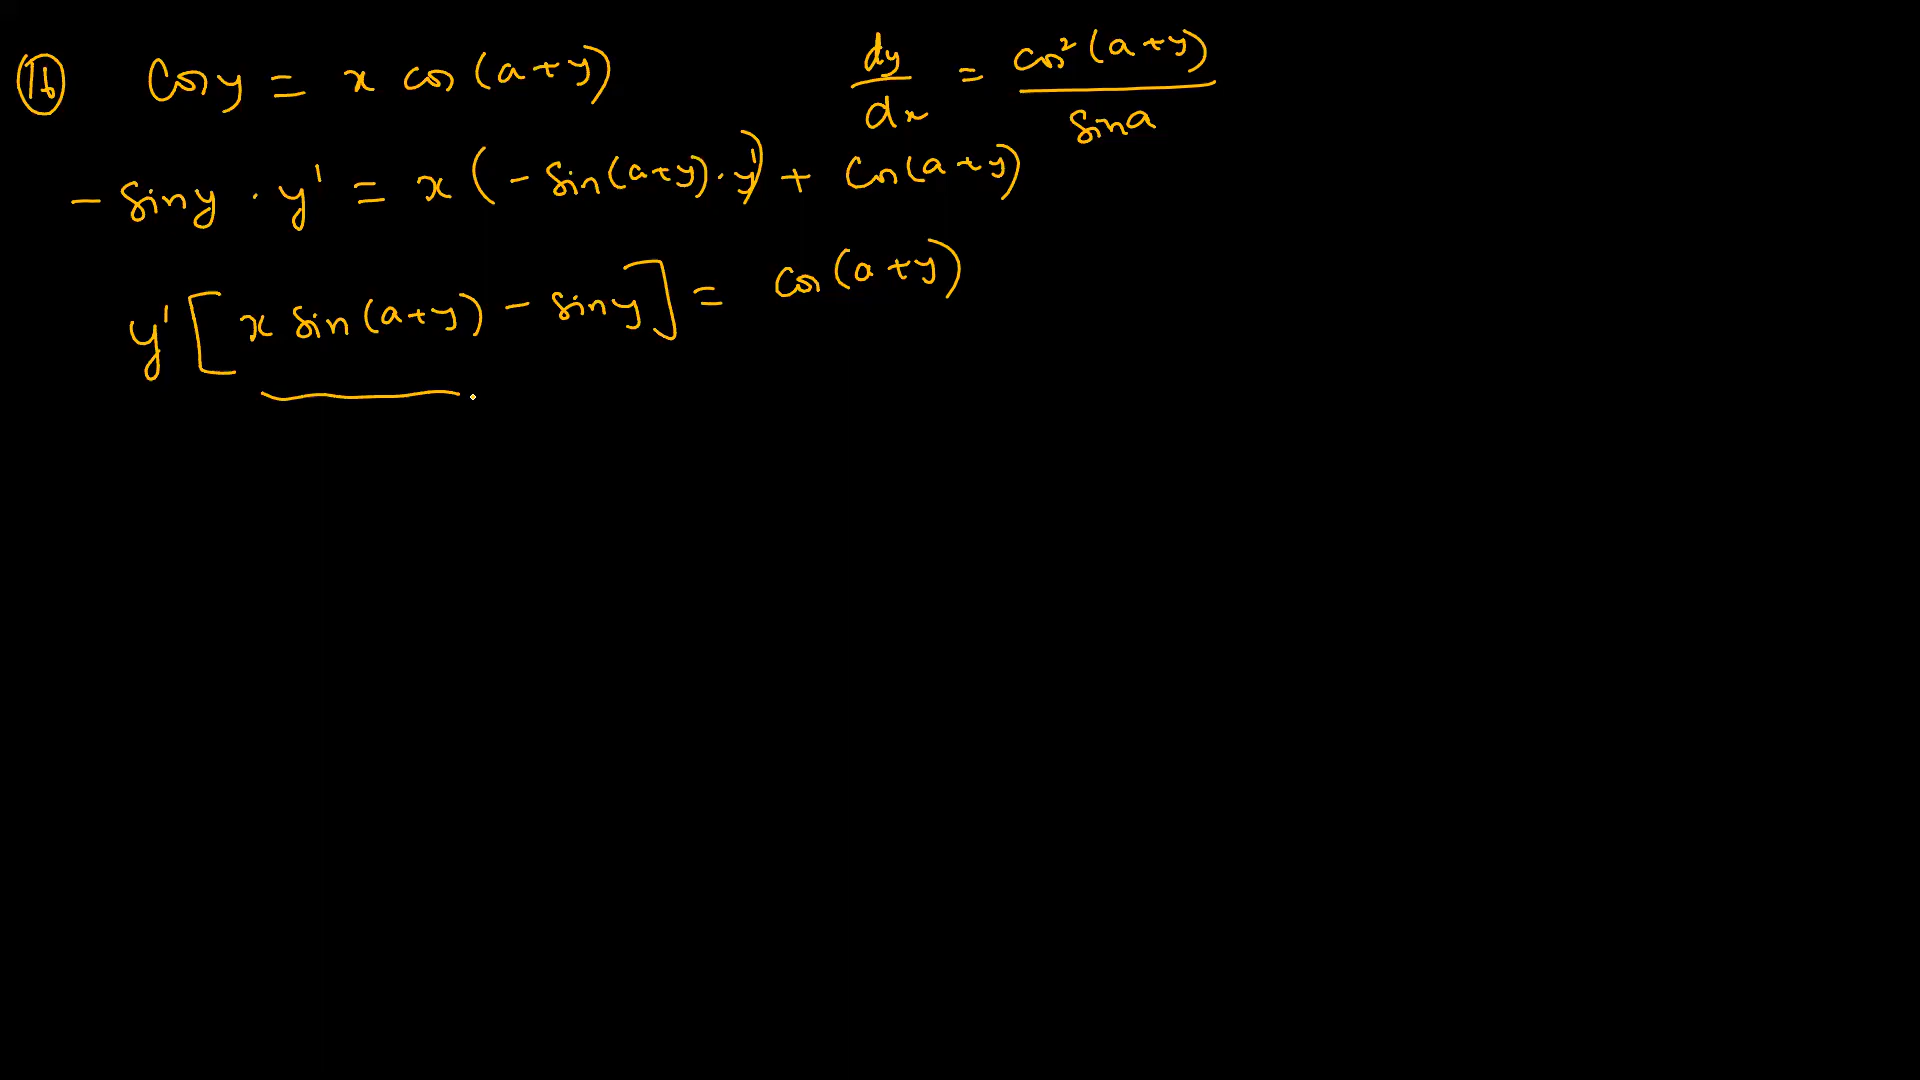 16 cos y = x cos (a+y) dy/dx = cos²(a+y)/sin a
- sin y · y' = x (- sin(a+y) · y') + cos(a+y)
y' [x sin(a+y) - sin y] = cos (a+y)